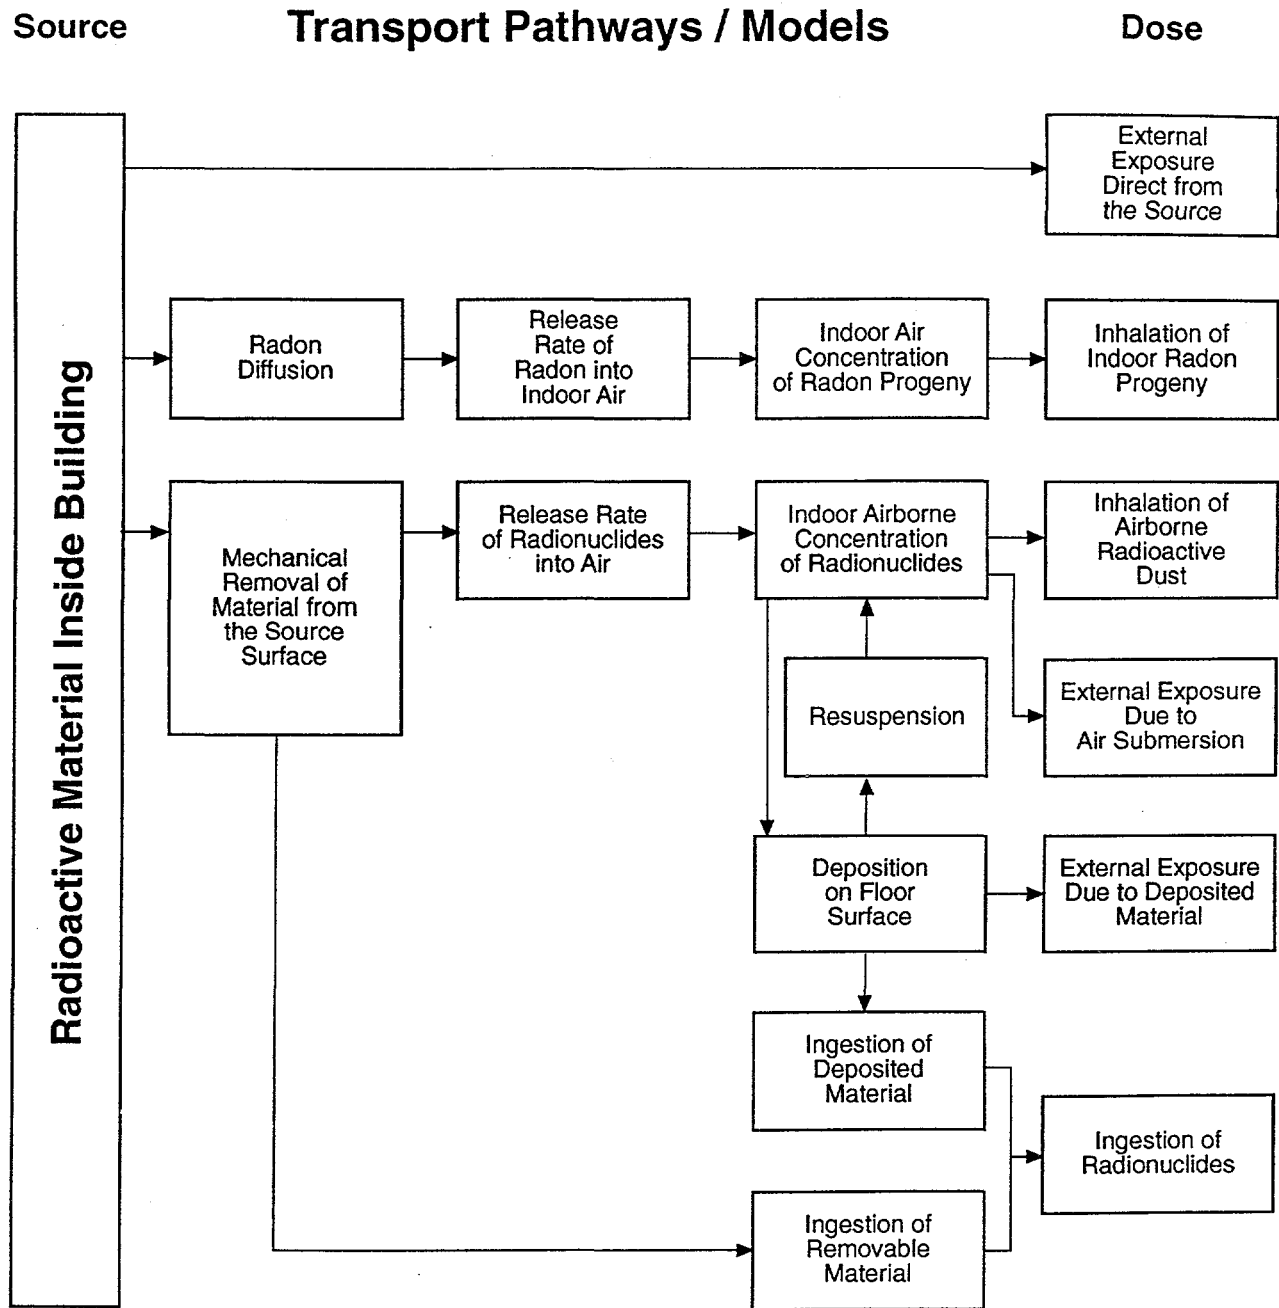 Source
Transport Pathways / Models
Dose
Radioactive Material Inside Building
External
Exposure
Direct from
the Source
Radon
Diffusion
Release
Rate of
Radon into
Indoor Air
Indoor Air
Concentration
of Radon Progeny
Inhalation of
Indoor Radon
Progeny
Mechanical
Removal of
Material from
the Source
Surface
Release Rate
of Radionuclides
into Air
Indoor Airborne
Concentration
of Radionuclides
Inhalation of
Airborne
Radioactive
Dust
Resuspension
External Exposure
Due to
Air Submersion
Deposition
on Floor
Surface
External Exposure
Due to Deposited
Material
Ingestion of
Deposited
Material
Ingestion of
Radionuclides
Ingestion of
Removable
Material